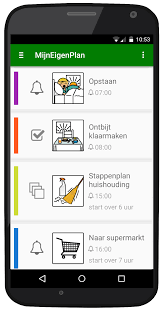 10:53
MijnEigenPlan
Opstaan
07:00
Ontbijt
klaarmaken
08:00
Stappenplan
huishouding
15:00
start over 6 uur
Naar supermarkt
16:00
start over 7 uur